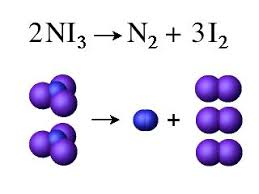 2NI₃ → N₂ + 3I₂
→ +